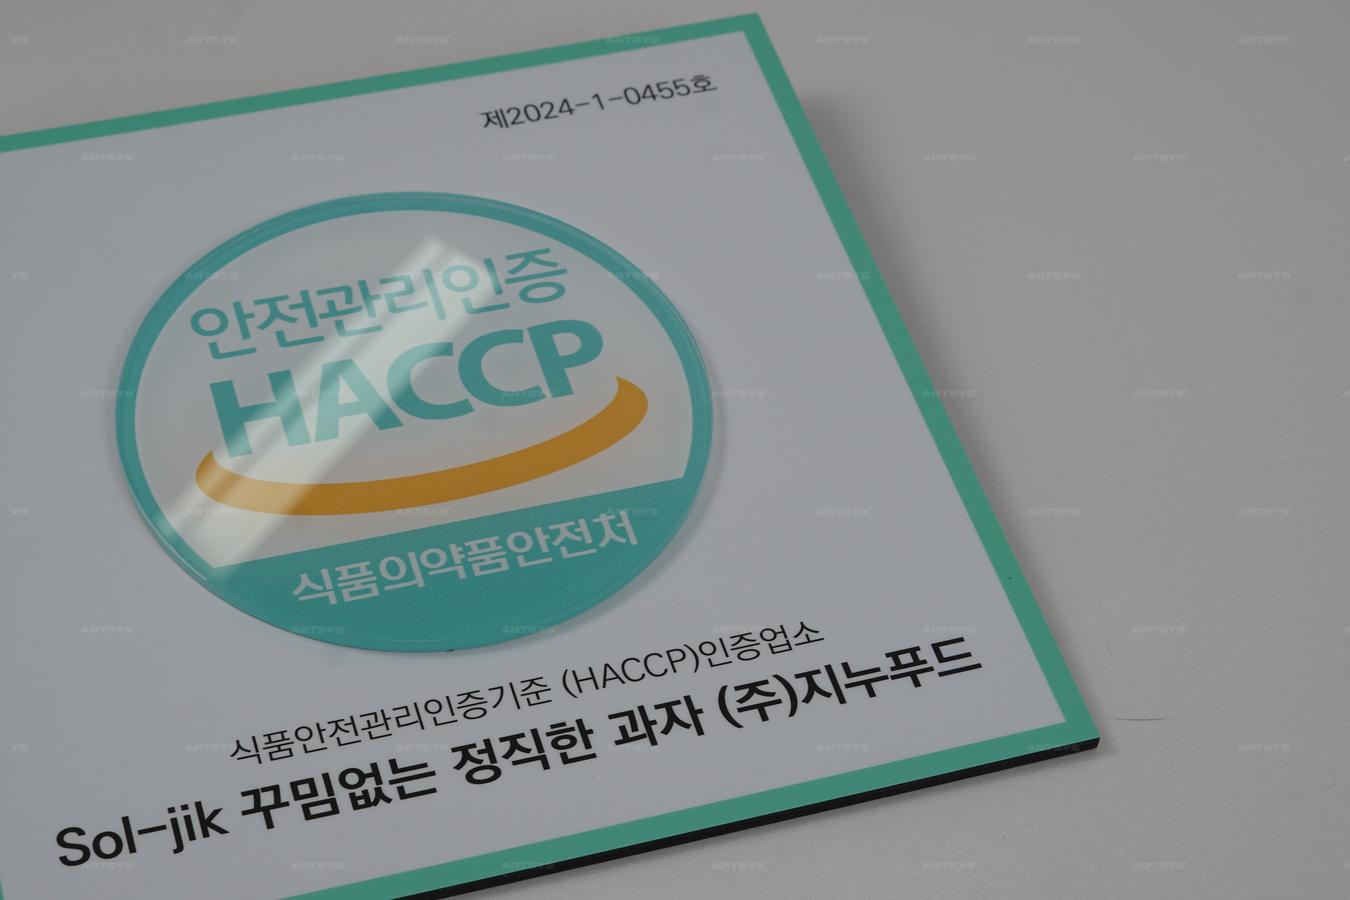 제2024-1-0455호
안전관리인증
HACCP
식품의약품안전처
식품안전관리인증기준 (HACCP)인증업소
Sol-jik 꾸밈없는 정직한 과자 (주)지누푸드
ARTSYS